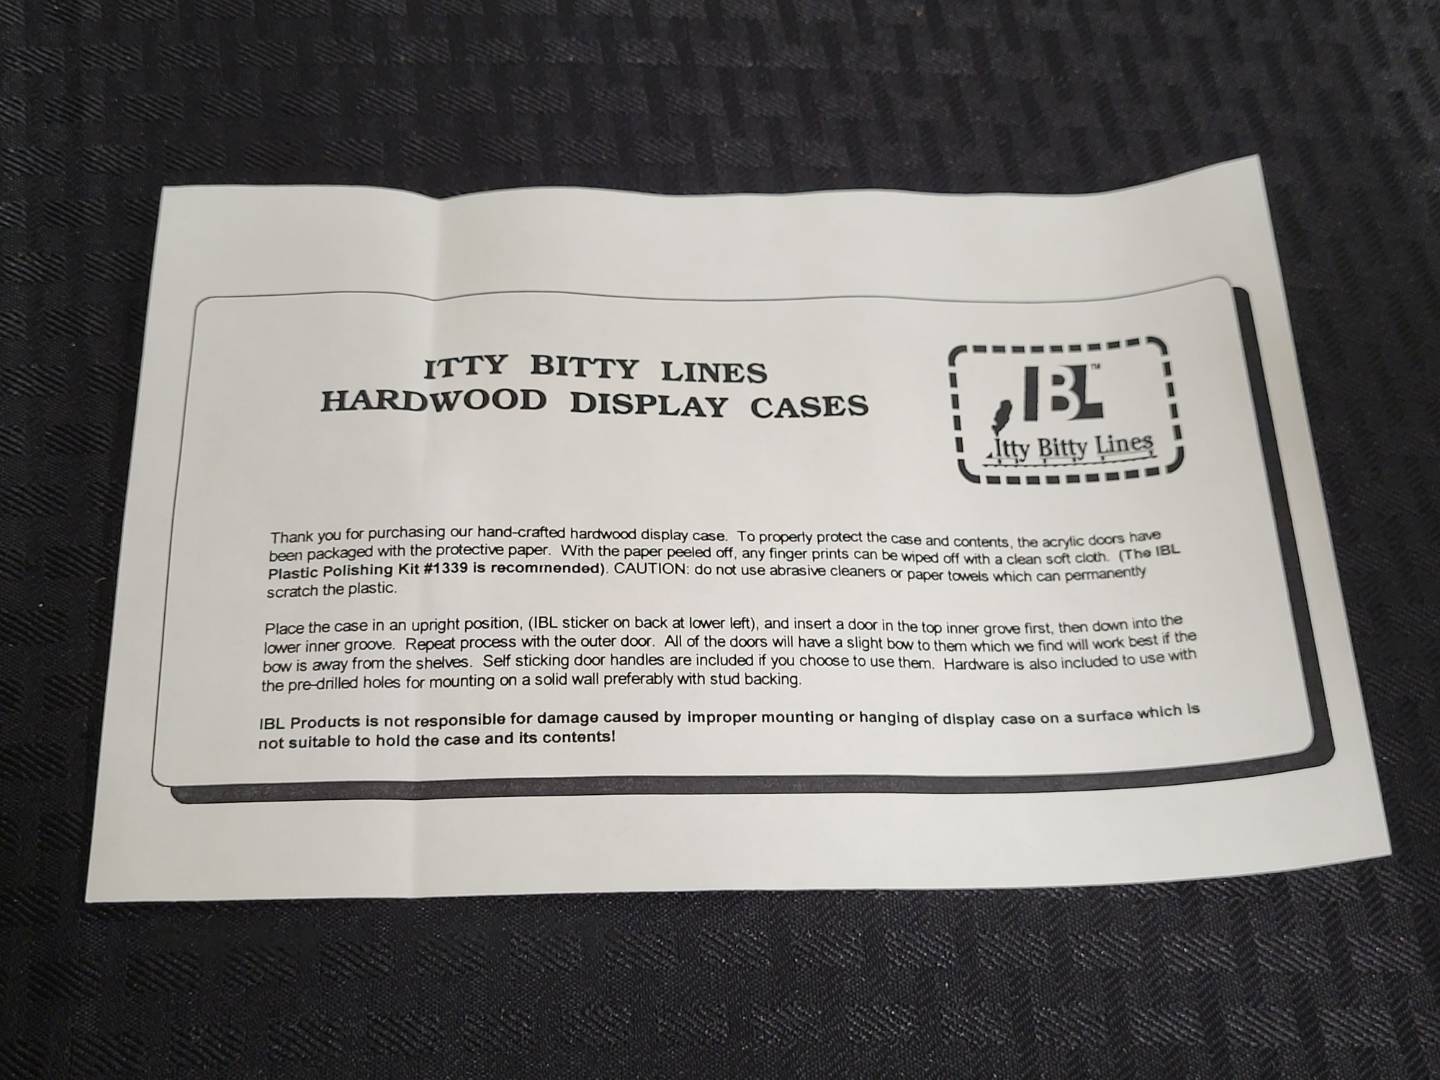 ITTY BITTY LINES
HARDWOOD DISPLAY CASES
IBL™
Itty Bitty Lines
Thank you for purchasing our hand-crafted hardwood display case. To properly protect the case and contents, the acrylic doors have
been packaged with the protective paper. With the paper peeled off, any finger prints can be wiped off with a clean soft cloth. (The IBL
Plastic Polishing Kit #1339 is recommended). CAUTION: do not use abrasive cleaners or paper towels which can permanently
scratch the plastic.
Place the case in an upright position, (IBL sticker on back at lower left), and insert a door in the top inner grove first, then down into the
lower inner groove. Repeat process with the outer door. All of the doors will have a slight bow to them which we find will work best if the
bow is away from the shelves. Self sticking door handles are included if you choose to use them. Hardware is also included to use with
the pre-drilled holes for mounting on a solid wall preferably with stud backing.
IBL Products is not responsible for damage caused by improper mounting or hanging of display case on a surface which is
not suitable to hold the case and its contents!